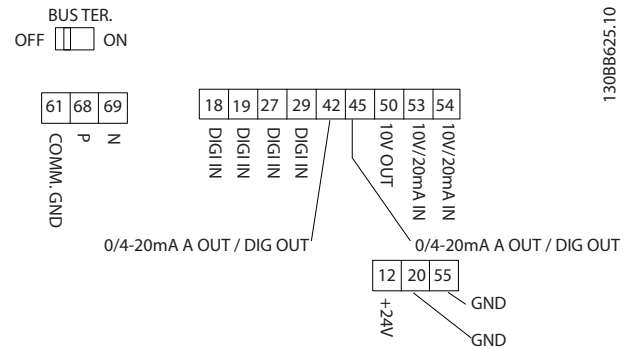 BUS TER.
OFF ON
130BB625.10
61 68 69
COMM. GND
P
N
18 19 27 29 42 45 50 53 54
DIGI IN
DIGI IN
DIGI IN
DIGI IN
10V OUT
10V/20mA IN
10V/20mA IN
0/4-20mA A OUT / DIG OUT
0/4-20mA A OUT / DIG OUT
12 20 55
+24V
GND
GND